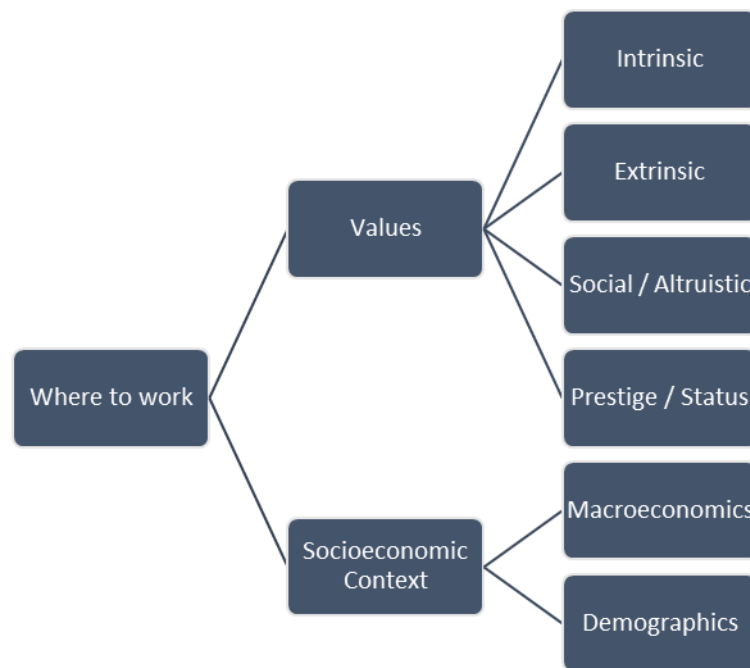 Where to work
Values
Socioeconomic
Context
Intrinsic
Extrinsic
Social / Altruistic
Prestige / Status
Macroeconomics
Demographics